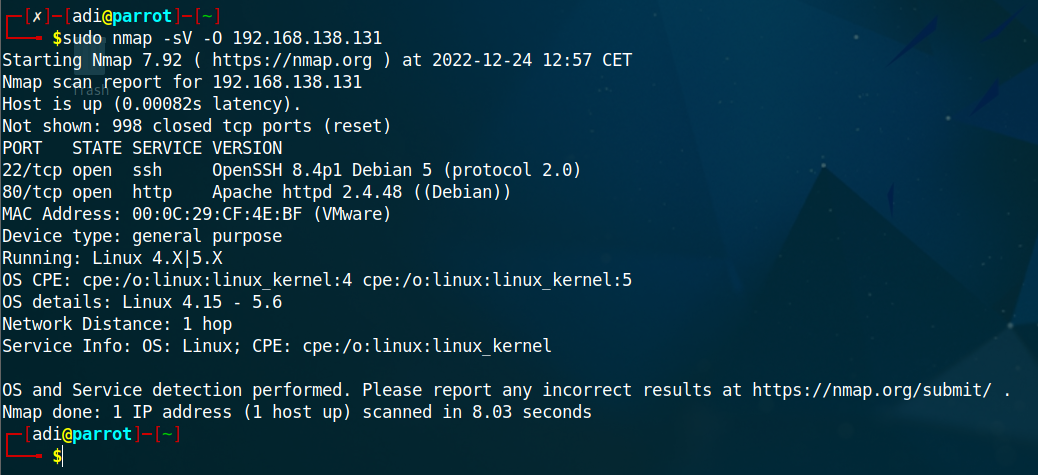 ┌─[✗]─[adi@parrot]─[~]
└──╼ $sudo nmap -sV -O 192.168.138.131
Starting Nmap 7.92 ( https://nmap.org ) at 2022-12-24 12:57 CET
Nmap scan report for 192.168.138.131
Host is up (0.00082s latency).
Trash
Not shown: 998 closed tcp ports (reset)
PORT   STATE SERVICE VERSION
22/tcp open  ssh     OpenSSH 8.4p1 Debian 5 (protocol 2.0)
80/tcp open  http    Apache httpd 2.4.48 ((Debian))
MAC Address: 00:0C:29:CF:4E:BF (VMware)
Device type: general purpose
Running: Linux 4.X|5.X
OS CPE: cpe:/o:linux:linux_kernel:4 cpe:/o:linux:linux_kernel:5
OS details: Linux 4.15 - 5.6
Network Distance: 1 hop
Service Info: OS: Linux; CPE: cpe:/o:linux:linux_kernel
OS and Service detection performed. Please report any incorrect results at https://nmap.org/submit/ .
Nmap done: 1 IP address (1 host up) scanned in 8.03 seconds
┌─[adi@parrot]─[~]
└──╼ $